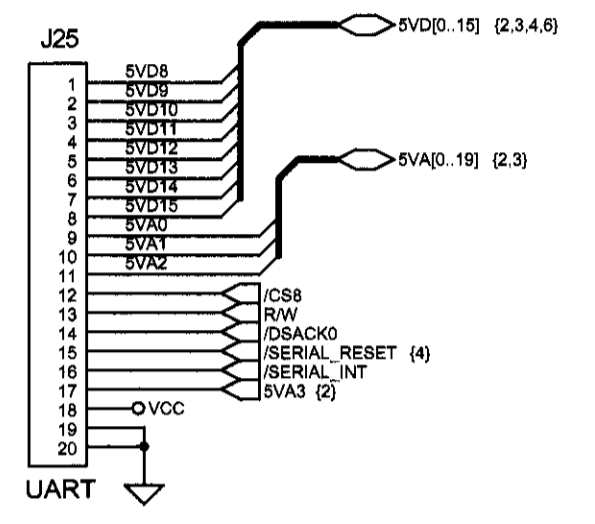 5VD[0..15] {2,3,4,6}
J25
1 5VD8
2 5VD9
3 5VD10
4 5VD11
5 5VD12
6 5VD13
7 5VD14
8 5VD15
9 5VA0
10 5VA1
11 5VA2
5VA[0..19] {2,3}
12 /CS8
13 R/W
14 /DSACK0
15 /SERIAL_RESET {4}
16 /SERIAL_INT
17 5VA3 {2}
18 VCC
19
20
UART